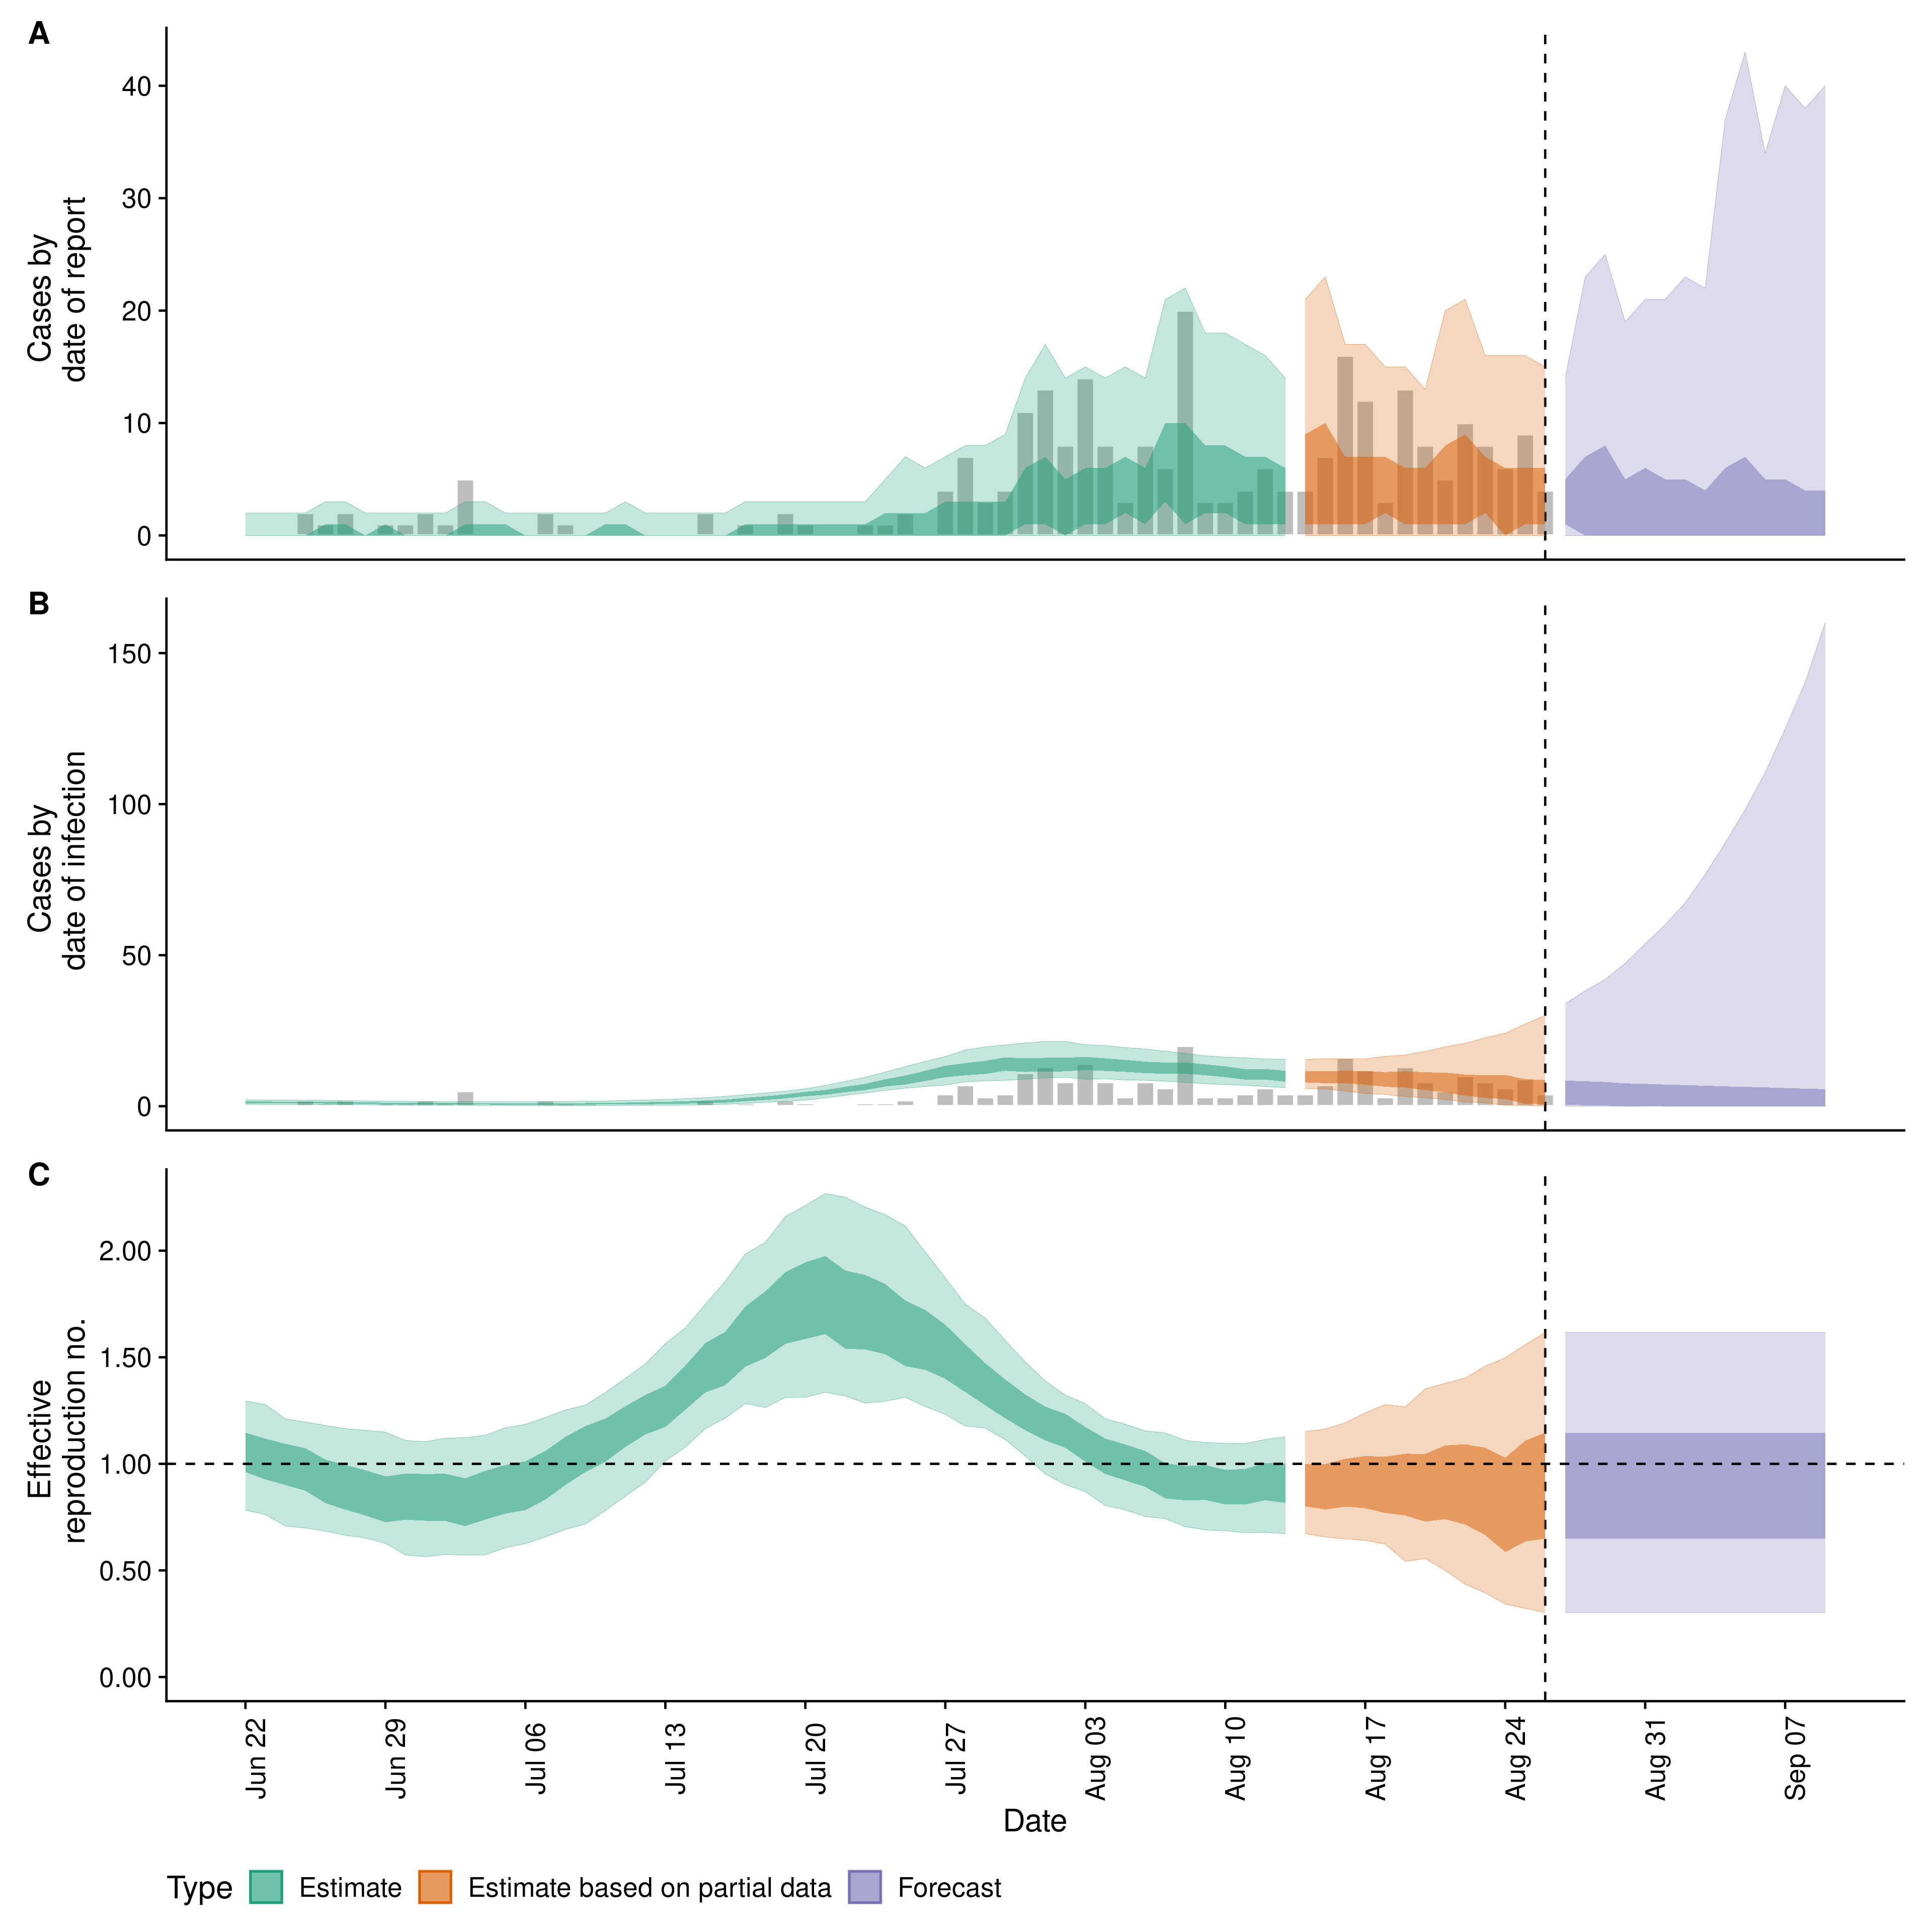 A
Cases by
date of report
40
30
20
10
0
B
Cases by
date of infection
150
100
50
0
C
Effective
reproduction no.
2.00
1.50
1.00
0.50
0.00
Jun 22
Jun 29
Jul 06
Jul 13
Jul 20
Jul 27
Aug 03
Aug 10
Aug 17
Aug 24
Aug 31
Sep 07
Date
Type
Estimate
Estimate based on partial data
Forecast